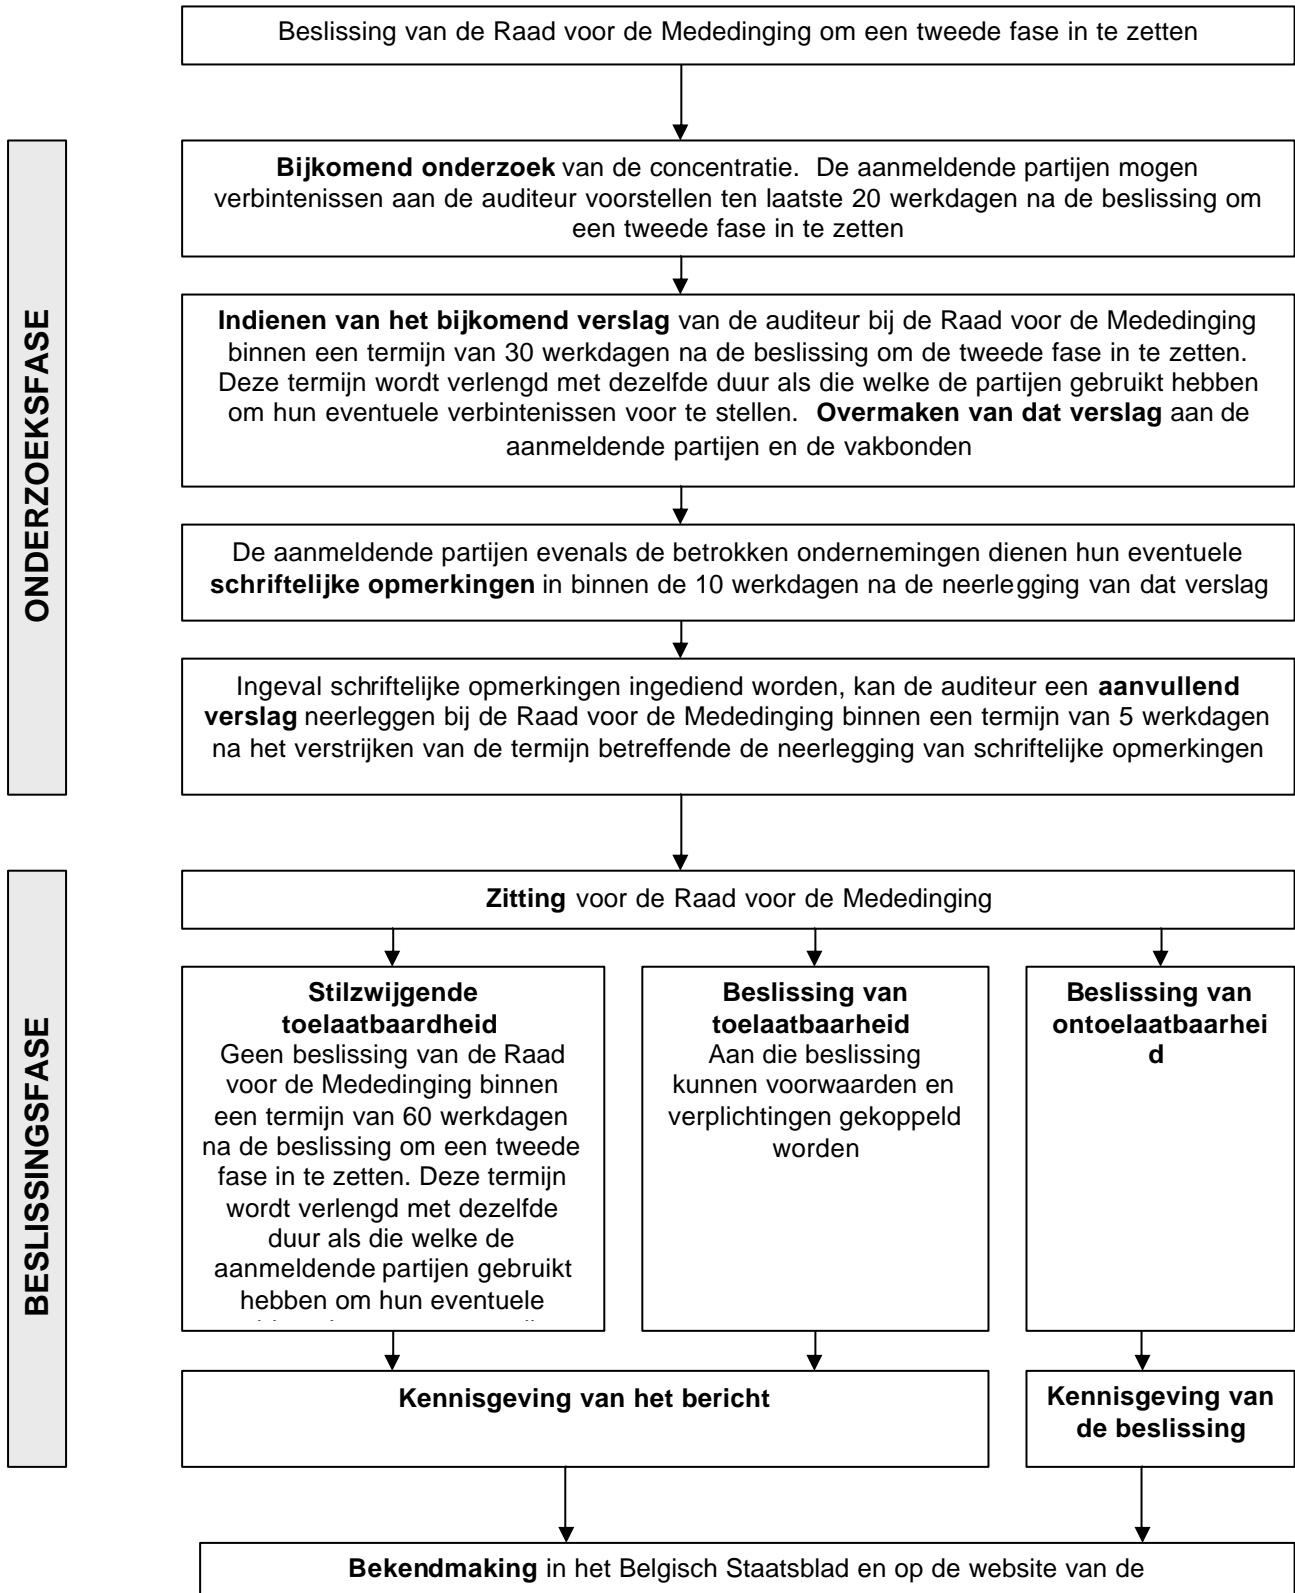 Beslissing van de Raad voor de Mededinging om een tweede fase in te zetten
ONDERZOEKSFASE
Bijkomend onderzoek van de concentratie. De aanmeldende partijen mogen
verbintenissen aan de auditeur voorstellen ten laatste 20 werkdagen na de beslissing om
een tweede fase in te zetten
Indienen van het bijkomend verslag van de auditeur bij de Raad voor de Mededinging
binnen een termijn van 30 werkdagen na de beslissing om de tweede fase in te zetten.
Deze termijn wordt verlengd met dezelfde duur als die welke de partijen gebruikt hebben
om hun eventuele verbintenissen voor te stellen. Overmaken van dat verslag aan de
aanmeldende partijen en de vakbonden
De aanmeldende partijen evenals de betrokken ondernemingen dienen hun eventuele
schriftelijke opmerkingen in binnen de 10 werkdagen na de neerlegging van dat verslag
Ingeval schriftelijke opmerkingen ingediend worden, kan de auditeur een aanvullend
verslag neerleggen bij de Raad voor de Mededinging binnen een termijn van 5 werkdagen
na het verstrijken van de termijn betreffende de neerlegging van schriftelijke opmerkingen
BESLISSINGSFASE
Zitting voor de Raad voor de Mededinging
Stilzwijgende
toelaatbaardheid
Geen beslissing van de Raad
voor de Mededinging binnen
een termijn van 60 werkdagen
na de beslissing om een tweede
fase in te zetten. Deze termijn
wordt verlengd met dezelfde
duur als die welke de
aanmeldende partijen gebruikt
hebben om hun eventuele
Beslissing van
toelaatbaarheid
Aan die beslissing
kunnen voorwaarden en
verplichtingen gekoppeld
worden
Beslissing van
ontoelaatbaarhei
d
Kennisgeving van het bericht
Kennisgeving van
de beslissing
Bekendmaking in het Belgisch Staatsblad en op de website van de